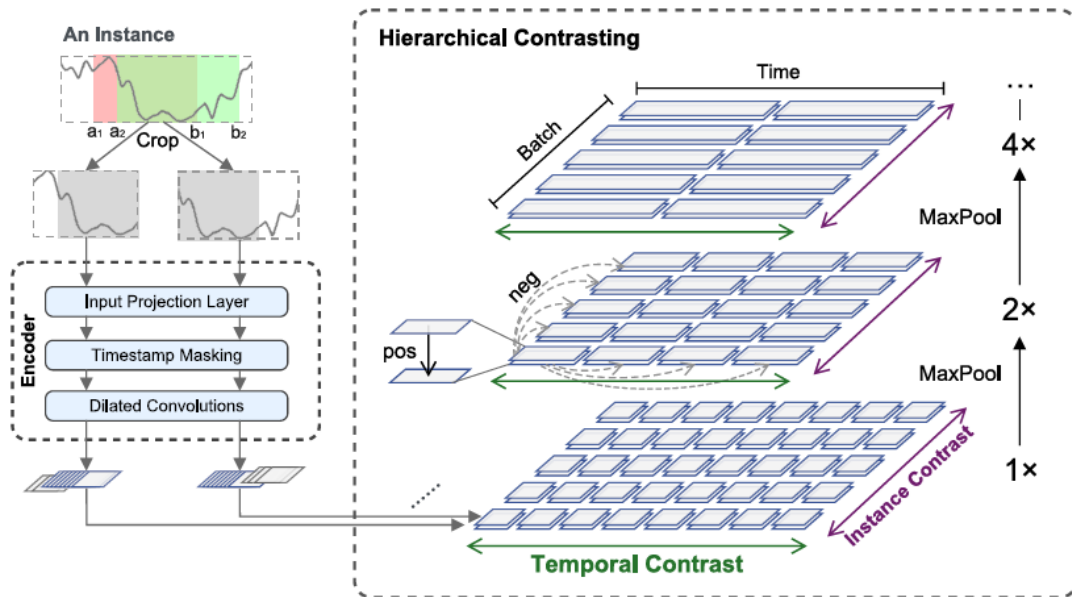 An Instance
a₁ a₂ b₁ b₂
Crop
Encoder
Input Projection Layer
Timestamp Masking
Dilated Convolutions
Hierarchical Contrasting
Time
Batch
...
4×
MaxPool
neg
pos
2×
MaxPool
1×
Instance Contrast
......
Temporal Contrast